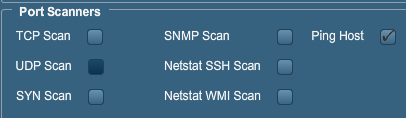 Port Scanners
TCP Scan SNMP Scan Ping Host
UDP Scan Netstat SSH Scan
SYN Scan Netstat WMI Scan